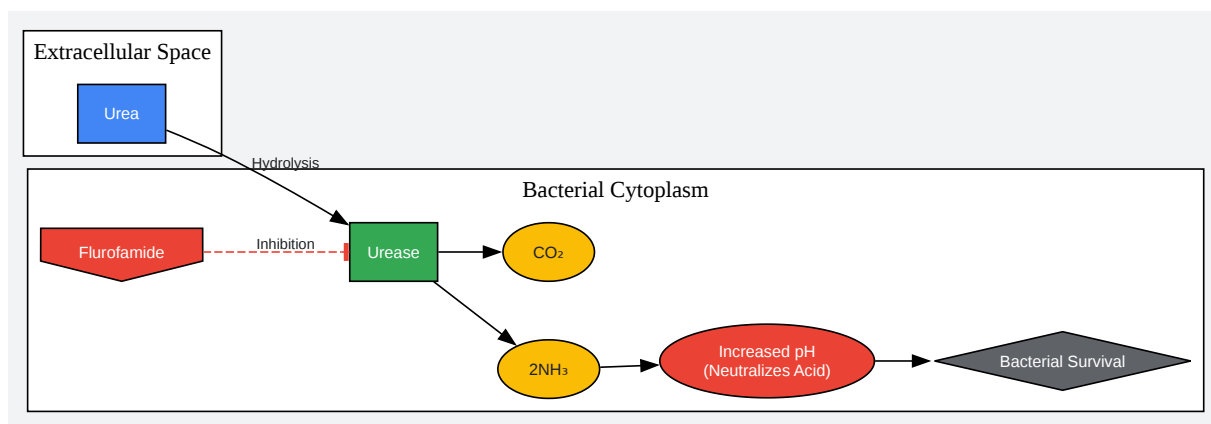 Extracellular Space
Urea
Hydrolysis
Bacterial Cytoplasm
Flurofamide
Inhibition
Urease
CO₂
2NH₃
Increased pH
(Neutralizes Acid)
Bacterial Survival